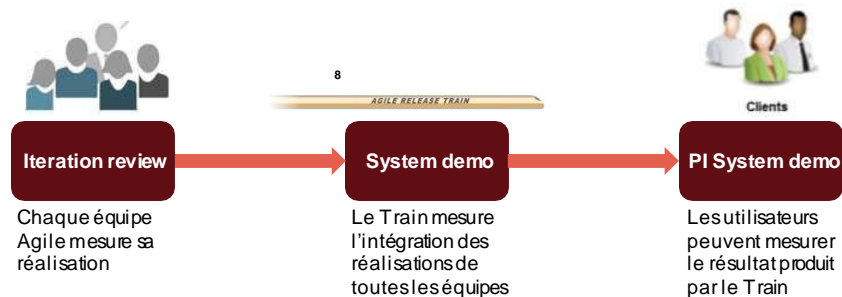 8
AGILE RELEASE TRAIN
Clients
Iteration review
System demo
PI System demo
Chaque équipe
Agile mesure sa
réalisation
Le Train mesure
l'intégration des
réalisations de
toutes les équipes
Les utilisateurs
peuvent mesurer
le résultat produit
par le Train